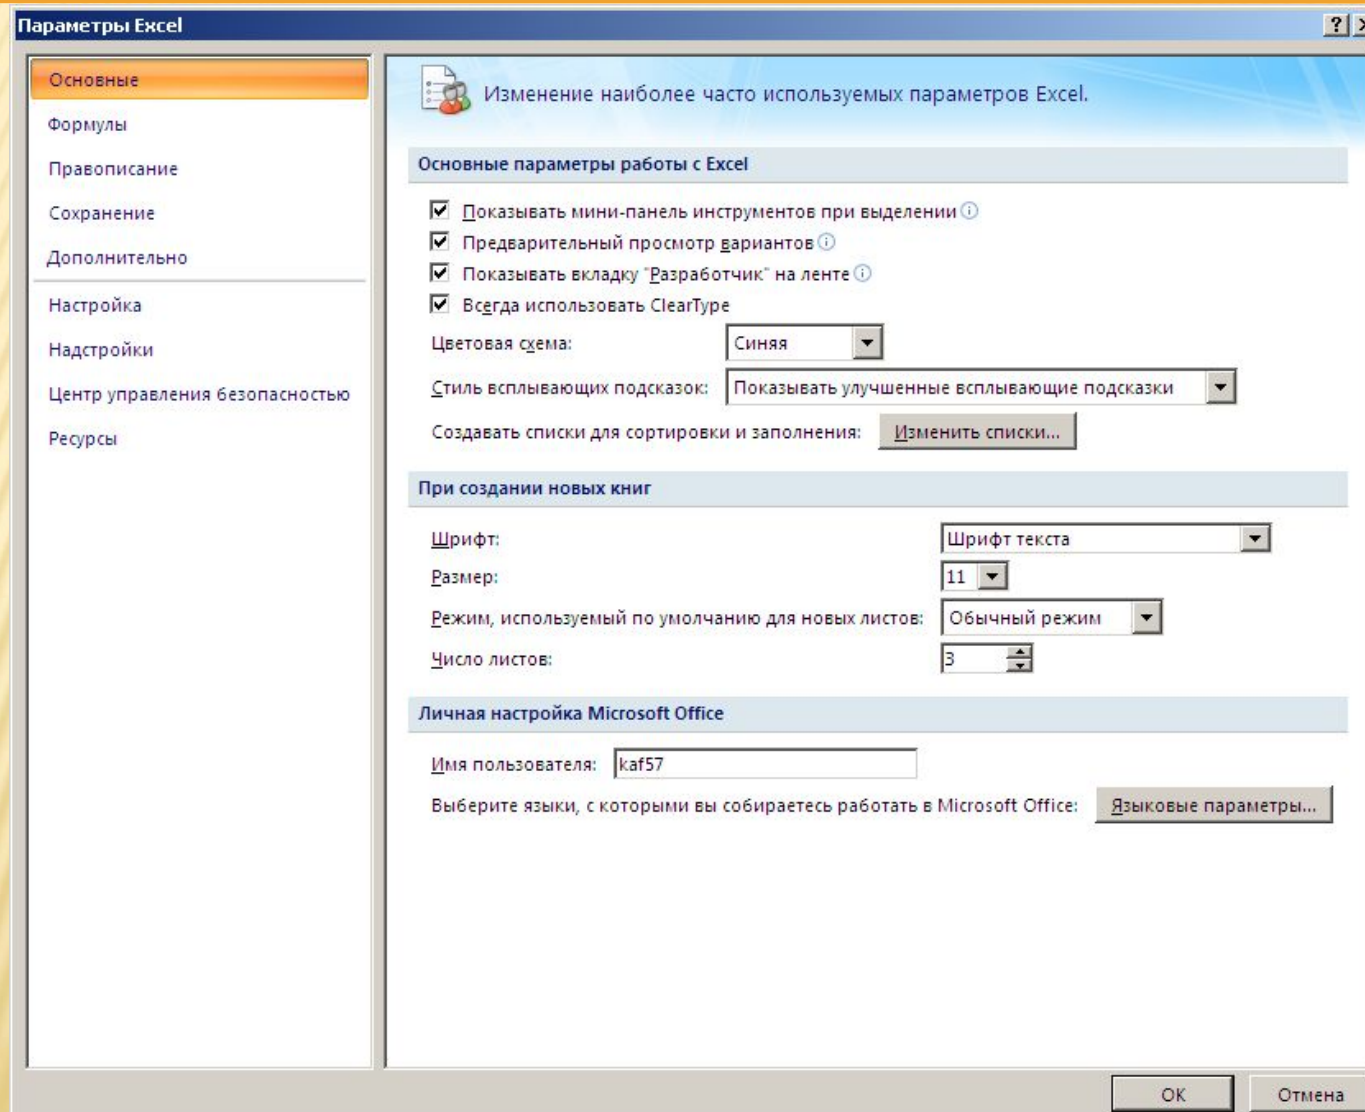 Параметры Excel
Основные
Формулы
Правописание
Сохранение
Дополнительно
Настройка
Надстройки
Центр управления безопасностью
Ресурсы
Изменение наиболее часто используемых параметров Excel.
Основные параметры работы с Excel
Показывать мини-панель инструментов при выделении
Предварительный просмотр вариантов
Показывать вкладку "Разработчик" на ленте
Всегда использовать ClearType
Цветовая схема: Синяя
Стиль всплывающих подсказок: Показывать улучшенные всплывающие подсказки
Создавать списки для сортировки и заполнения: Изменить списки...
При создании новых книг
Шрифт: Шрифт текста
Размер: 11
Режим, используемый по умолчанию для новых листов: Обычный режим
Число листов: 3
Личная настройка Microsoft Office
Имя пользователя: kaf57
Выберите языки, с которыми вы собираетесь работать в Microsoft Office: Языковые параметры...
ОК Отмена